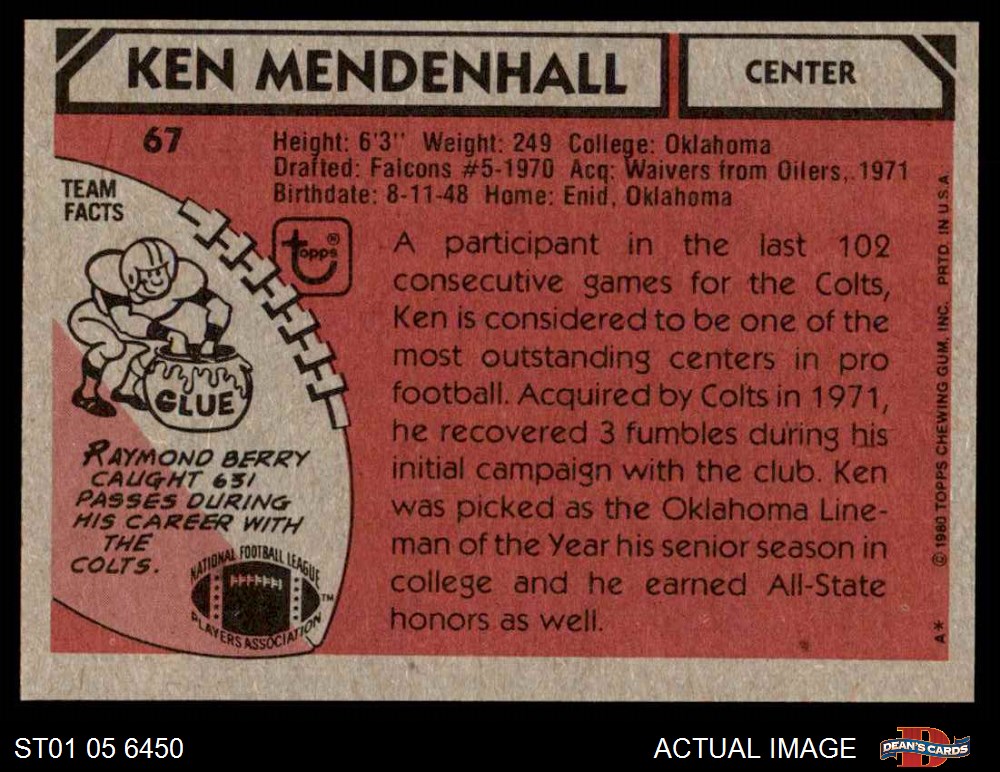 KEN MENDENHALL
CENTER
67
Height: 6'3" Weight: 249 College: Oklahoma
Drafted: Falcons #5-1970 Acq: Waivers from Oilers, 1971
Birthdate: 8-11-48 Home: Enid, Oklahoma
TEAM
FACTS
topps®
GLUE
RAYMOND BERRY
CAUGHT 631
PASSES DURING
HIS CAREER WITH
THE
COLTS.
NATIONAL FOOTBALL LEAGUE
PLAYERS ASSOCIATION
TM
A participant in the last 102
consecutive games for the Colts,
Ken is considered to be one of the
most outstanding centers in pro
football. Acquired by Colts in 1971,
he recovered 3 fumbles during his
initial campaign with the club. Ken
was picked as the Oklahoma Line-
man of the Year his senior season in
college and he earned All-State
honors as well.
A* © 1980 TOPPS CHEWING GUM, INC. PRTD. IN U.S.A.
ST01 05 6450
ACTUAL IMAGE
D
DEAN'S CARDS